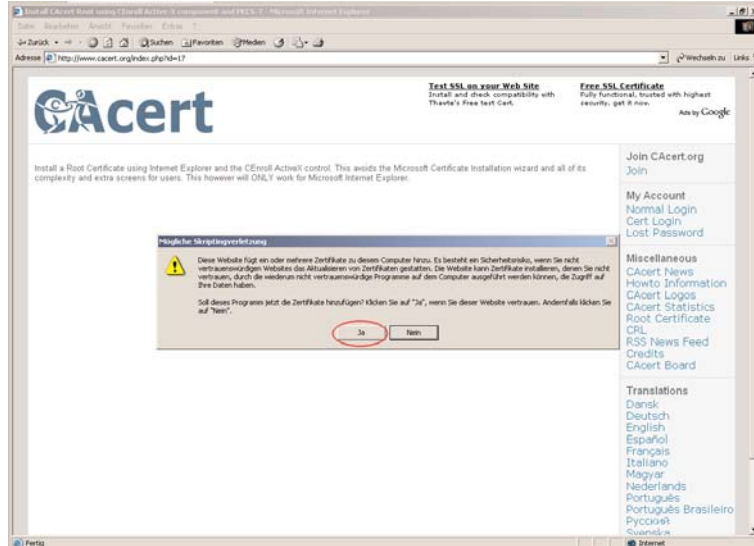 Install CAcert Root using CEnroll Active-X component and PKCS-7 - Microsoft Internet Explorer
Datei Bearbeiten Ansicht Favoriten Extras ?
Zurück Suchen Favoriten Medien
Adresse http://www.cacert.org/index.php?id=17 Wechseln zu Links
CAcert
Test SSL on your Web Site
Install and check compatibility with
Thawte's Free test Cert.
Free SSL Certificate
Fully functional, trusted with highest
security, get it now.
Ads by Google
Install a Root Certificate using Internet Explorer and the CEnroll ActiveX control. This avoids the Microsoft Certificate Installation wizard and all of its
complexity and extra screens for users. This however will ONLY work for Microsoft Internet Explorer.
Mögliche Skriptingverletzung
Diese Website fügt ein oder mehrere Zertifikate zu diesem Computer hinzu. Es besteht ein Sicherheitsrisiko, wenn Sie nicht
vertrauenswürdigen Websites das Aktualisieren von Zertifikaten gestatten. Die Website kann Zertifikate installieren, denen Sie nicht
vertrauen, durch die wiederum nicht vertrauenswürdige Programme auf dem Computer ausgeführt werden können, die Zugriff auf
Ihre Daten haben.
Soll dieses Programm jetzt die Zertifikate hinzufügen? Klicken Sie auf "Ja", wenn Sie dieser Website vertrauen. Andernfalls klicken Sie
auf "Nein".
Ja Nein
Join CAcert.org
Join
My Account
Normal Login
Cert Login
Lost Password
Miscellaneous
CAcert News
Howto Information
CAcert Logos
CAcert Statistics
Root Certificate
CRL
RSS News Feed
Credits
CAcert Board
Translations
Dansk
Deutsch
English
Español
Français
Italiano
Magyar
Nederlands
Português
Português Brasileiro
Русский
Svenska
Fertig Internet